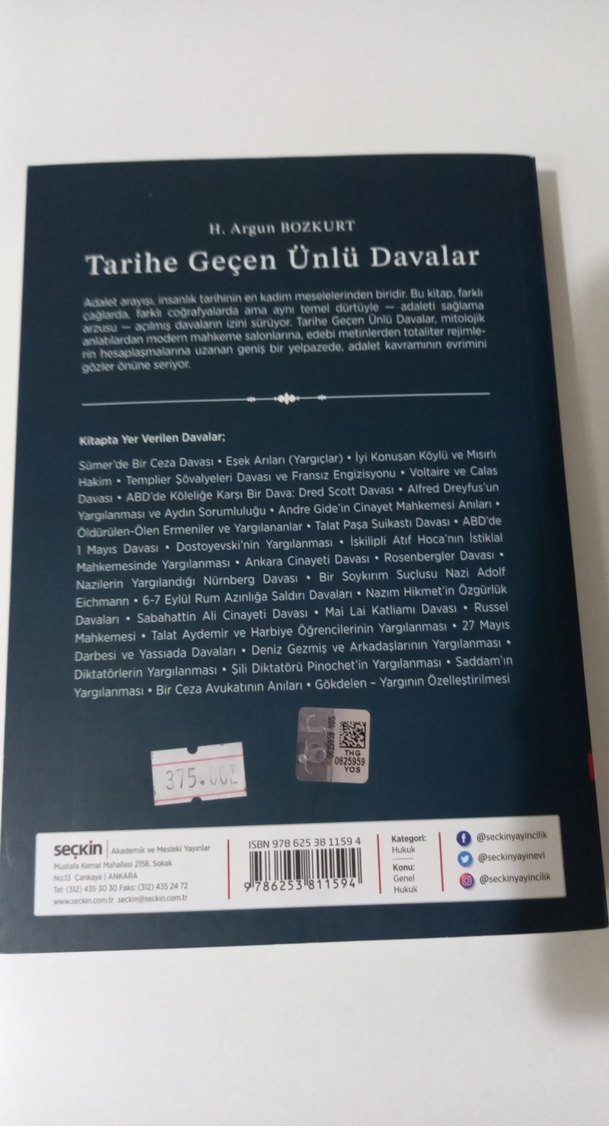 H. Argun BOZKURT
Tarihe Geçen Ünlü Davalar
Adalet arayışı, insanlık tarihinin en kadim meselelerinden biridir. Bu kitap, farklı
çağlarda, farklı coğrafyalarda ama aynı temel dürtüyle — adaleti sağlama
arzusu — açılmış davaların izini sürüyor. Tarihe Geçen Ünlü Davalar, mitolojik
anlatılardan modern mahkeme salonlarına, edebi metinlerden totaliter rejimle-
rin hesaplaşmalarına uzanan geniş bir yelpazede, adalet kavramının evrimini
gözler önüne seriyor.
Kitapta Yer Verilen Davalar;
Sümer'de Bir Ceza Davası • Eşek Arıları (Yargıçlar) • İyi Konuşan Köylü ve Mısırlı
Hakim • Templier Şövalyeleri Davası ve Fransız Engizisyonu • Voltaire ve Calas
Davası • ABD'de Köleliğe Karşı Bir Dava: Dred Scott Davası • Alfred Dreyfus'un
Yargılanması ve Aydın Sorumluluğu • Andre Gide'in Cinayet Mahkemesi Anıları •
Öldürülen-Ölen Ermeniler ve Yargılananlar • Talat Paşa Suikastı Davası • ABD'de
1 Mayıs Davası • Dostoyevski'nin Yargılanması • İskilipli Atıf Hoca'nın İstiklal
Mahkemesinde Yargılanması • Ankara Cinayeti Davası • Rosenbergler Davası •
Nazilerin Yargılandığı Nürnberg Davası • Bir Soykırım Suçlusu Nazi Adolf
Eichmann • 6-7 Eylül Rum Azınlığa Saldırı Davaları • Nazım Hikmet'in Özgürlük
Davaları • Sabahattin Ali Cinayeti Davası • Mai Lai Katliamı Davası • Russel
Mahkemesi • Talat Aydemir ve Harbiye Öğrencilerinin Yargılanması • 27 Mayıs
Darbesi ve Yassıada Davaları • Deniz Gezmiş ve Arkadaşlarının Yargılanması •
Diktatörlerin Yargılanması • Şili Diktatörü Pinochet'in Yargılanması • Saddam'ın
Yargılanması • Bir Ceza Avukatının Anıları • Gökdelen – Yargının Özelleştirilmesi
375.00₺
THG
0625959
YOS
seçkin | Akademik ve Mesleki Yayınlar
Mustafa Kemal Mahallesi 2158. Sokak
No:13 Çankaya | ANKARA
Tel: (312) 435 30 30 Faks: (312) 435 24 72
www.seckin.com.tr seckin@seckin.com.tr
ISBN 978 625 38 1159 4
9 786253 811594
Kategori:
Hukuk
Konu:
Genel
Hukuk
@seckinyayincilik
@seckinyayinevi
@seckinyayincilik